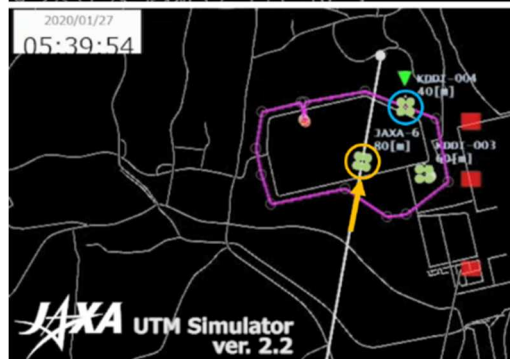 2020/01/27
05:39:54
KDDI-004
40[m]
JAXA-6
80[m]
KDDI-003
60[m]
JAXA UTM Simulator
ver. 2.2